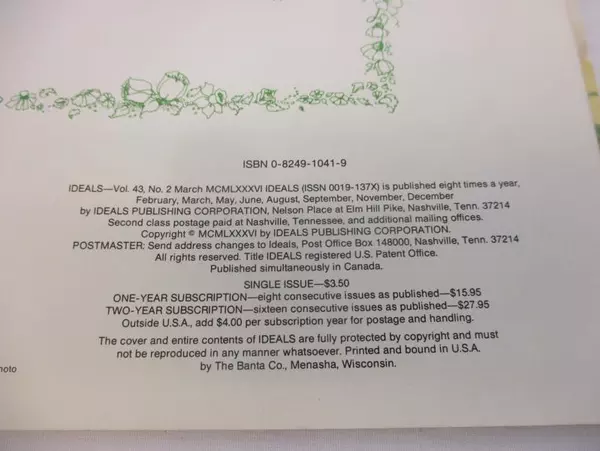 ISBN 0-8249-1041-9
IDEALS—Vol. 43, No. 2 March MCMLXXXVI IDEALS (ISSN 0019-137X) is published eight times a year,
February, March, May, June, August, September, November, December
by IDEALS PUBLISHING CORPORATION, Nelson Place at Elm Hill Pike, Nashville, Tenn. 37214
Second class postage paid at Nashville, Tennessee, and additional mailing offices.
Copyright © MCMLXXXVI by IDEALS PUBLISHING CORPORATION.
POSTMASTER: Send address changes to Ideals, Post Office Box 148000, Nashville, Tenn. 37214
All rights reserved. Title IDEALS registered U.S. Patent Office.
Published simultaneously in Canada.
SINGLE ISSUE—$3.50
ONE-YEAR SUBSCRIPTION—eight consecutive issues as published—$15.95
TWO-YEAR SUBSCRIPTION—sixteen consecutive issues as published—$27.95
Outside U.S.A., add $4.00 per subscription year for postage and handling.
The cover and entire contents of IDEALS are fully protected by copyright and must
not be reproduced in any manner whatsoever. Printed and bound in U.S.A.
by The Banta Co., Menasha, Wisconsin.